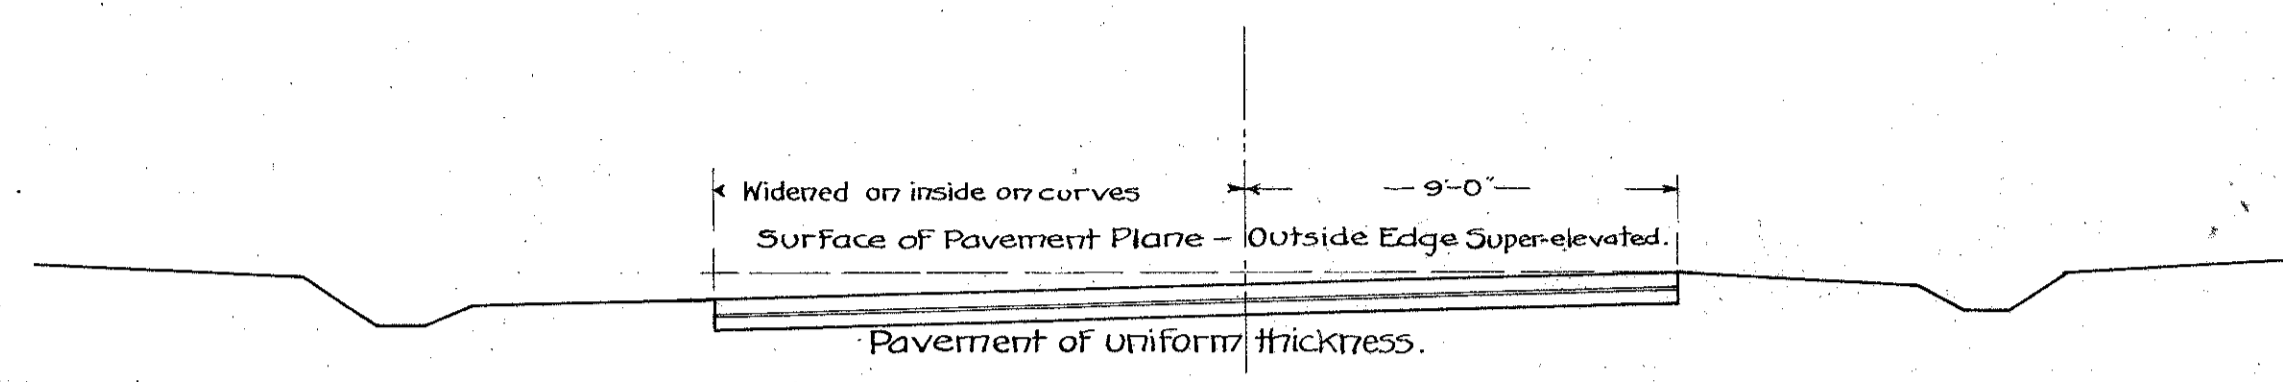 Widened on inside on curves 9'-0"
Surface of Pavement Plane - Outside Edge Super-elevated.
Pavement of uniform thickness.